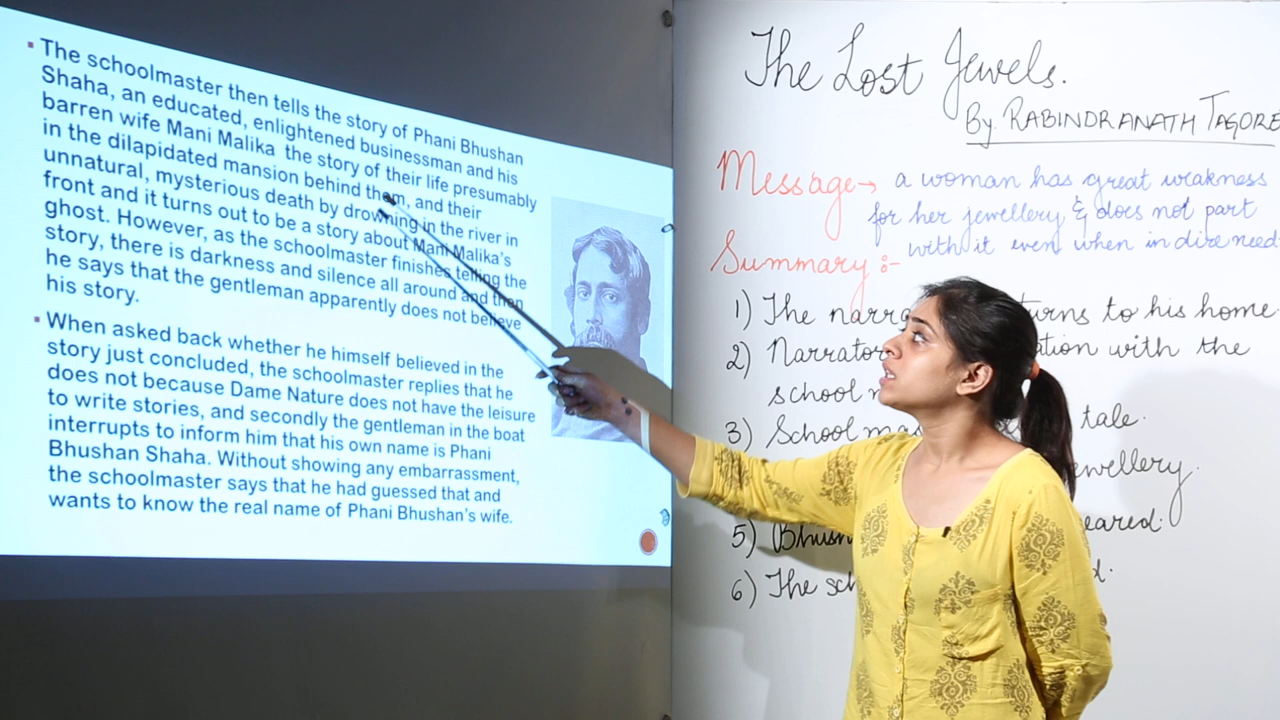 The schoolmaster then tells the story of Phani Bhushan
Shaha, an educated, enlightened businessman and his
barren wife Mani Malika the story of their life presumably
in the dilapidated mansion behind them, and their
unnatural, mysterious death by drowning in the river in
front and it turns out to be a story about Mani Malika's
ghost. However, as the schoolmaster finishes telling the
story, there is darkness and silence all around and then
he says that the gentleman apparently does not believe
his story.
When asked back whether he himself believed in the
story just concluded, the schoolmaster replies that he
does not because Dame Nature does not have the leisure
to write stories, and secondly the gentleman in the boat
interrupts to inform him that his own name is Phani
Bhushan Shaha. Without showing any embarrassment,
the schoolmaster says that he had guessed that and
wants to know the real name of Phani Bhushan's wife.
The Lost Jewels.
By. RABINDRANATH TAGORE
Message→ a woman has great weakness
for her jewellery & does not part
with it even when in dire need.
Summary :-
1) The to his home.
2) Narrator with the
school
3) School tale.
jewellery.
5)
6) The